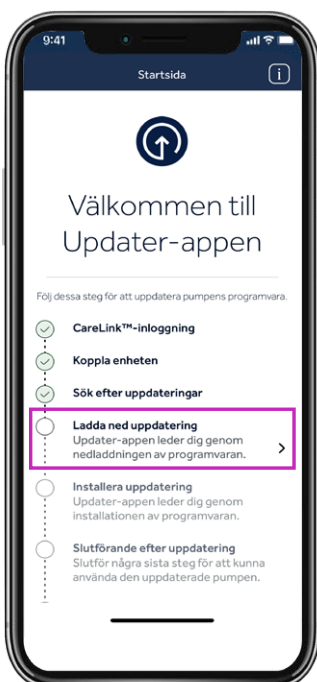 9:41
Startsida
i
Välkommen till
Updater-appen
Följ dessa steg för att uppdatera pumpens programvara.
CareLink™-inloggning
Koppla enheten
Sök efter uppdateringar
Ladda ned uppdatering
Updater-appen leder dig genom
nedladdningen av programvaran.
Installera uppdatering
Updater-appen leder dig genom
installationen av programvaran.
Slutförande efter uppdatering
Slutför några sista steg för att kunna
använda den uppdaterade pumpen.